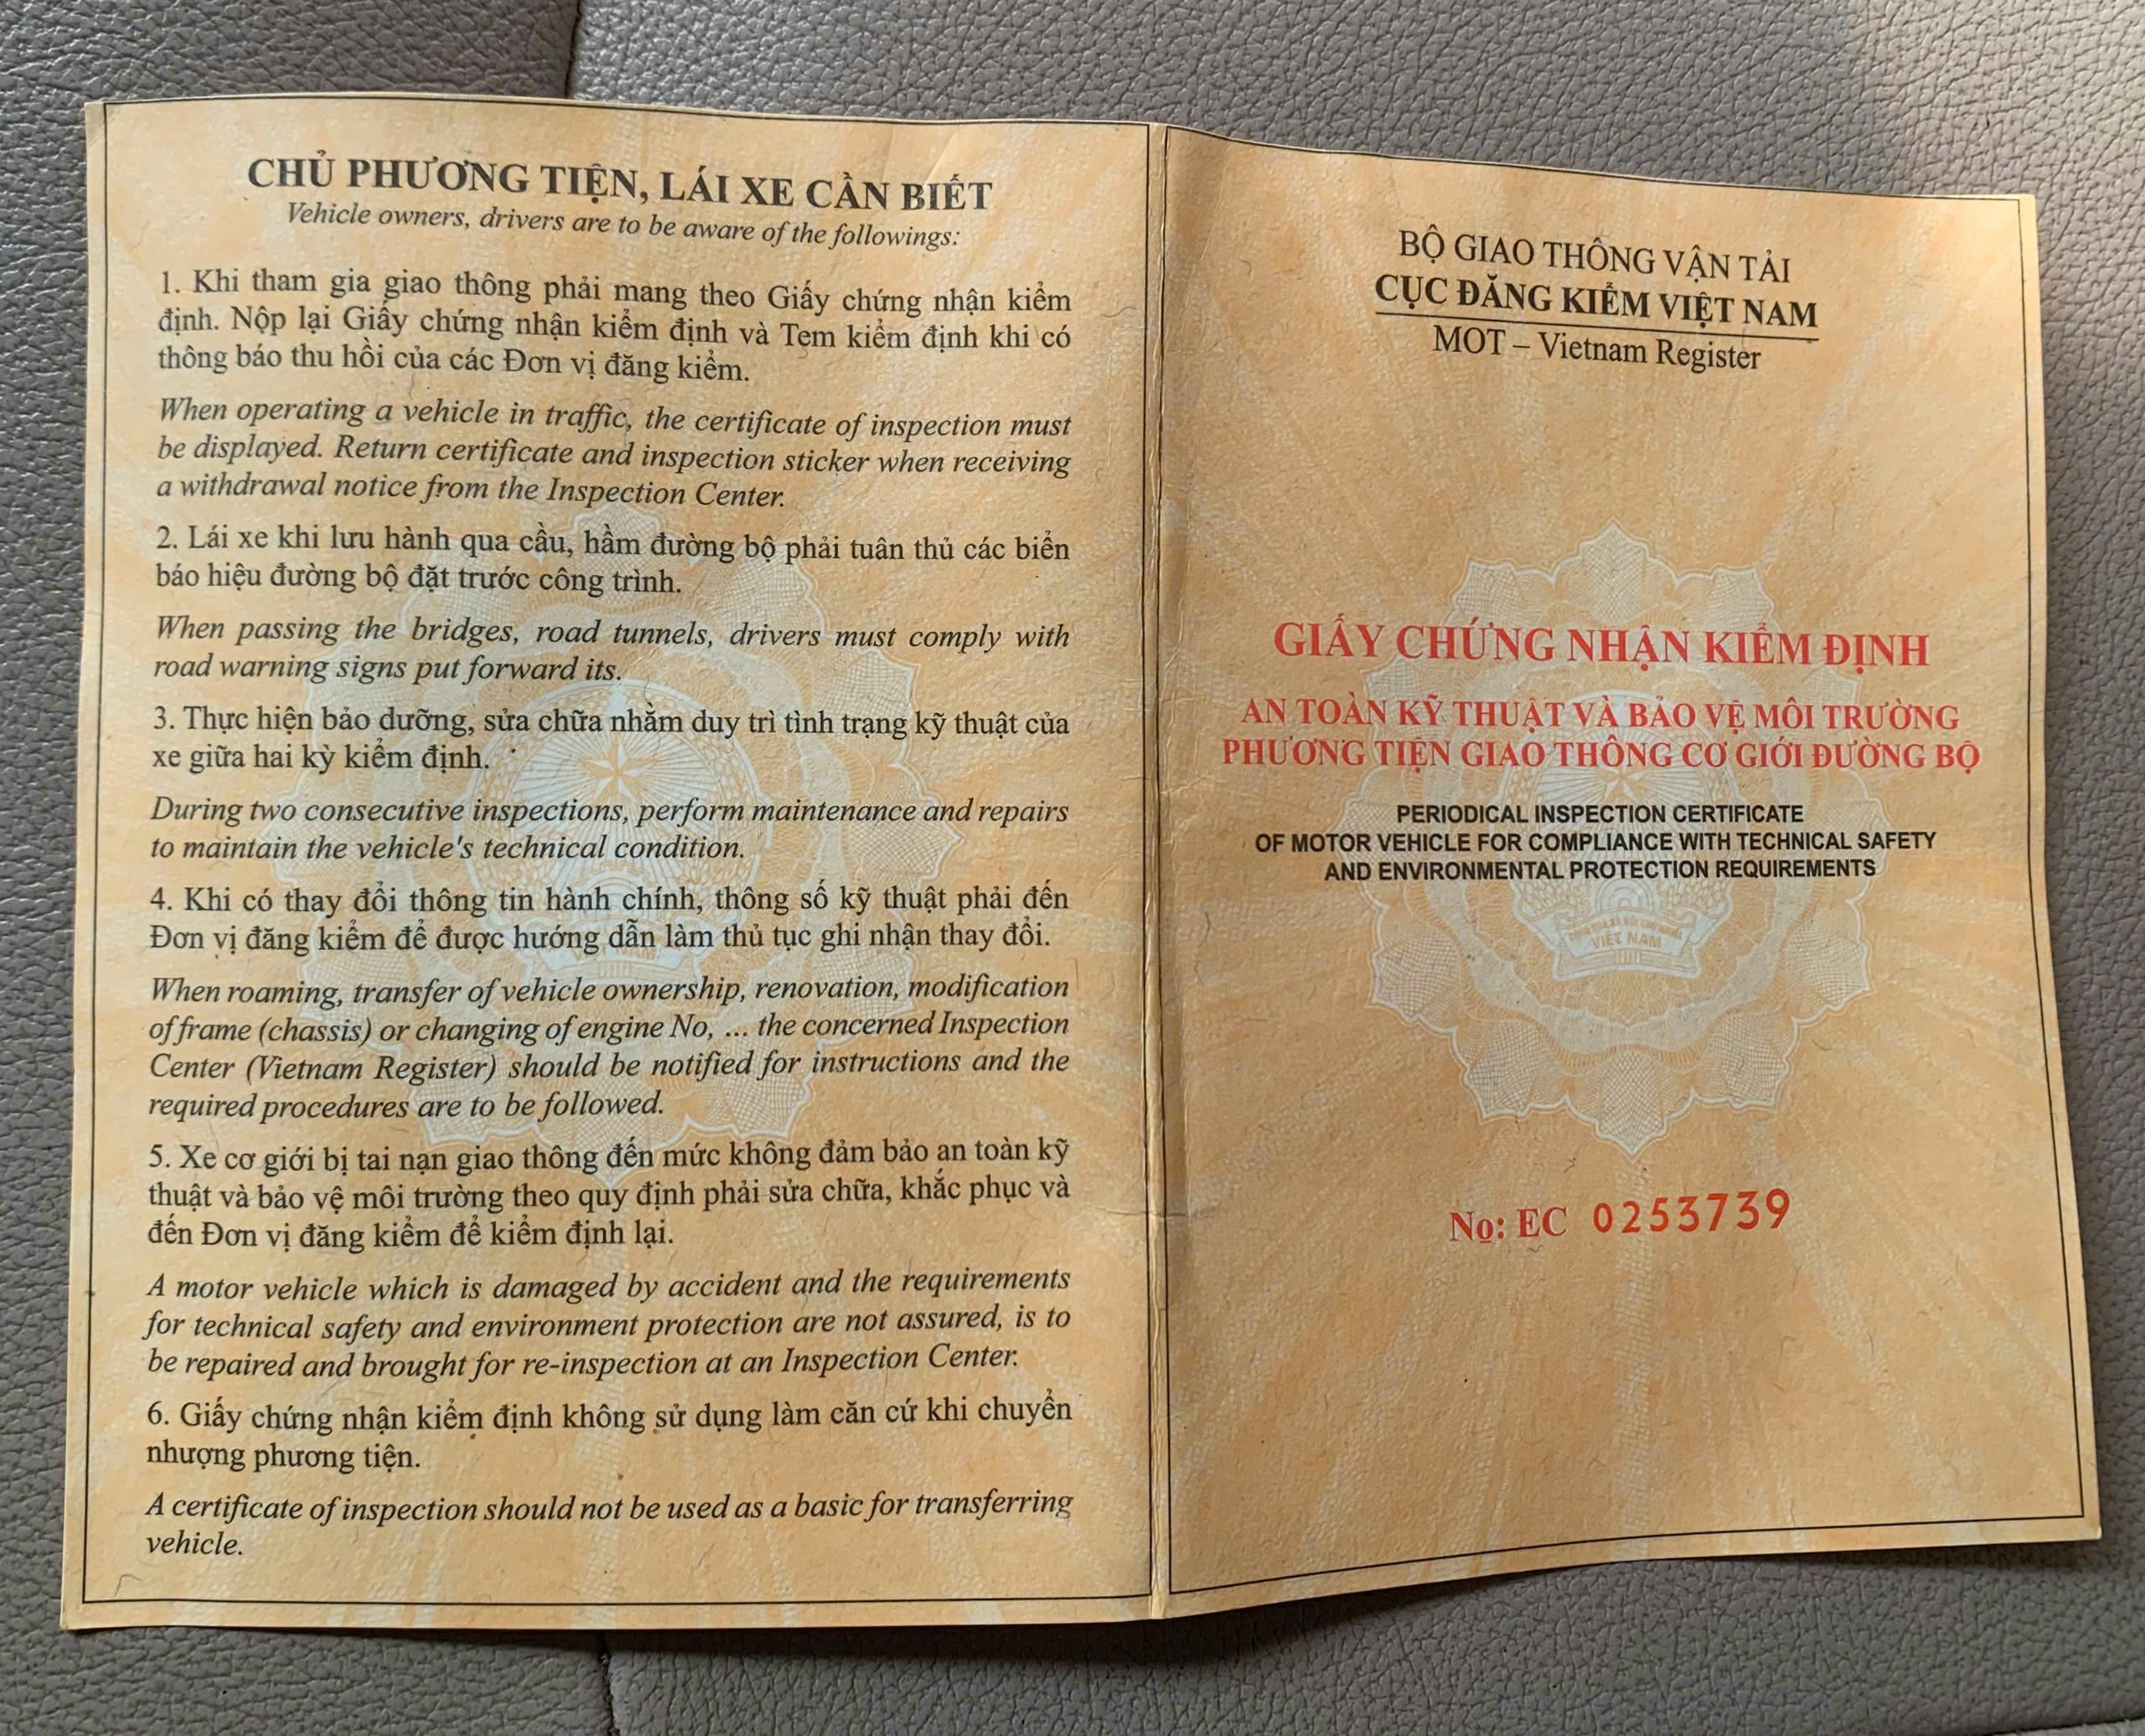 CHỦ PHƯƠNG TIỆN, LÁI XE CẦN BIẾT
Vehicle owners, drivers are to be aware of the followings:
1. Khi tham gia giao thông phải mang theo Giấy chứng nhận kiểm
định. Nộp lại Giấy chứng nhận kiểm định và Tem kiểm định khi có
thông báo thu hồi của các Đơn vị đăng kiểm.
When operating a vehicle in traffic, the certificate of inspection must
be displayed. Return certificate and inspection sticker when receiving
a withdrawal notice from the Inspection Center.
2. Lái xe khi lưu hành qua cầu, hầm đường bộ phải tuân thủ các biển
báo hiệu đường bộ đặt trước công trình.
When passing the bridges, road tunnels, drivers must comply with
road warning signs put forward its.
3. Thực hiện bảo dưỡng, sửa chữa nhằm duy trì tình trạng kỹ thuật của
xe giữa hai kỳ kiểm định.
During two consecutive inspections, perform maintenance and repairs
to maintain the vehicle's technical condition.
4. Khi có thay đổi thông tin hành chính, thông số kỹ thuật phải đến
Đơn vị đăng kiểm để được hướng dẫn làm thủ tục ghi nhận thay đổi.
When roaming, transfer of vehicle ownership, renovation, modification
of frame (chassis) or changing of engine No, ... the concerned Inspection
Center (Vietnam Register) should be notified for instructions and the
required procedures are to be followed.
5. Xe cơ giới bị tai nạn giao thông đến mức không đảm bảo an toàn kỹ
thuật và bảo vệ môi trường theo quy định phải sửa chữa, khắc phục và
đến Đơn vị đăng kiểm để kiểm định lại.
A motor vehicle which is damaged by accident and the requirements
for technical safety and environment protection are not assured, is to
be repaired and brought for re-inspection at an Inspection Center.
6. Giấy chứng nhận kiểm định không sử dụng làm căn cứ khi chuyển
nhượng phương tiện.
A certificate of inspection should not be used as a basic for transferring
vehicle.
BỘ GIAO THÔNG VẬN TẢI
CỤC ĐĂNG KIỂM VIỆT NAM
MOT – Vietnam Register
GIẤY CHỨNG NHẬN KIỂM ĐỊNH
AN TOÀN KỸ THUẬT VÀ BẢO VỆ MÔI TRƯỜNG
PHƯƠNG TIỆN GIAO THÔNG CƠ GIỚI ĐƯỜNG BỘ
PERIODICAL INSPECTION CERTIFICATE
OF MOTOR VEHICLE FOR COMPLIANCE WITH TECHNICAL SAFETY
AND ENVIRONMENTAL PROTECTION REQUIREMENTS
VIỆT NAM
No: EC 0253739